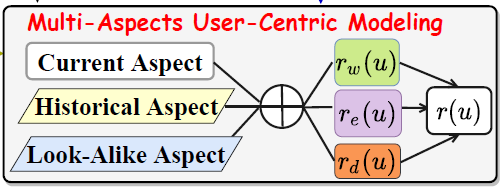 Multi-Aspects User-Centric Modeling
Current Aspect
Historical Aspect
Look-Alike Aspect
r_w(u)
r_e(u)
r_d(u)
r(u)